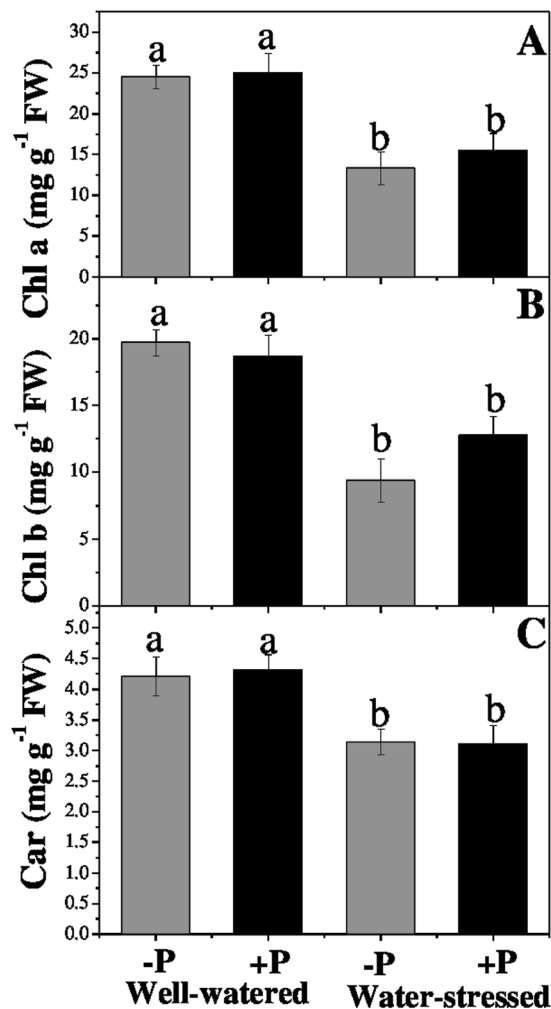 30
25
20
15
10
5
0
Chl a (mg g⁻¹ FW)
a a b b
A
20
15
10
5
0
Chl b (mg g⁻¹ FW)
a a b b
B
5.0
4.5
4.0
3.5
3.0
2.5
2.0
1.5
1.0
0.5
0.0
Car (mg g⁻¹ FW)
a a b b
C
-P +P -P +P
Well-watered Water-stressed